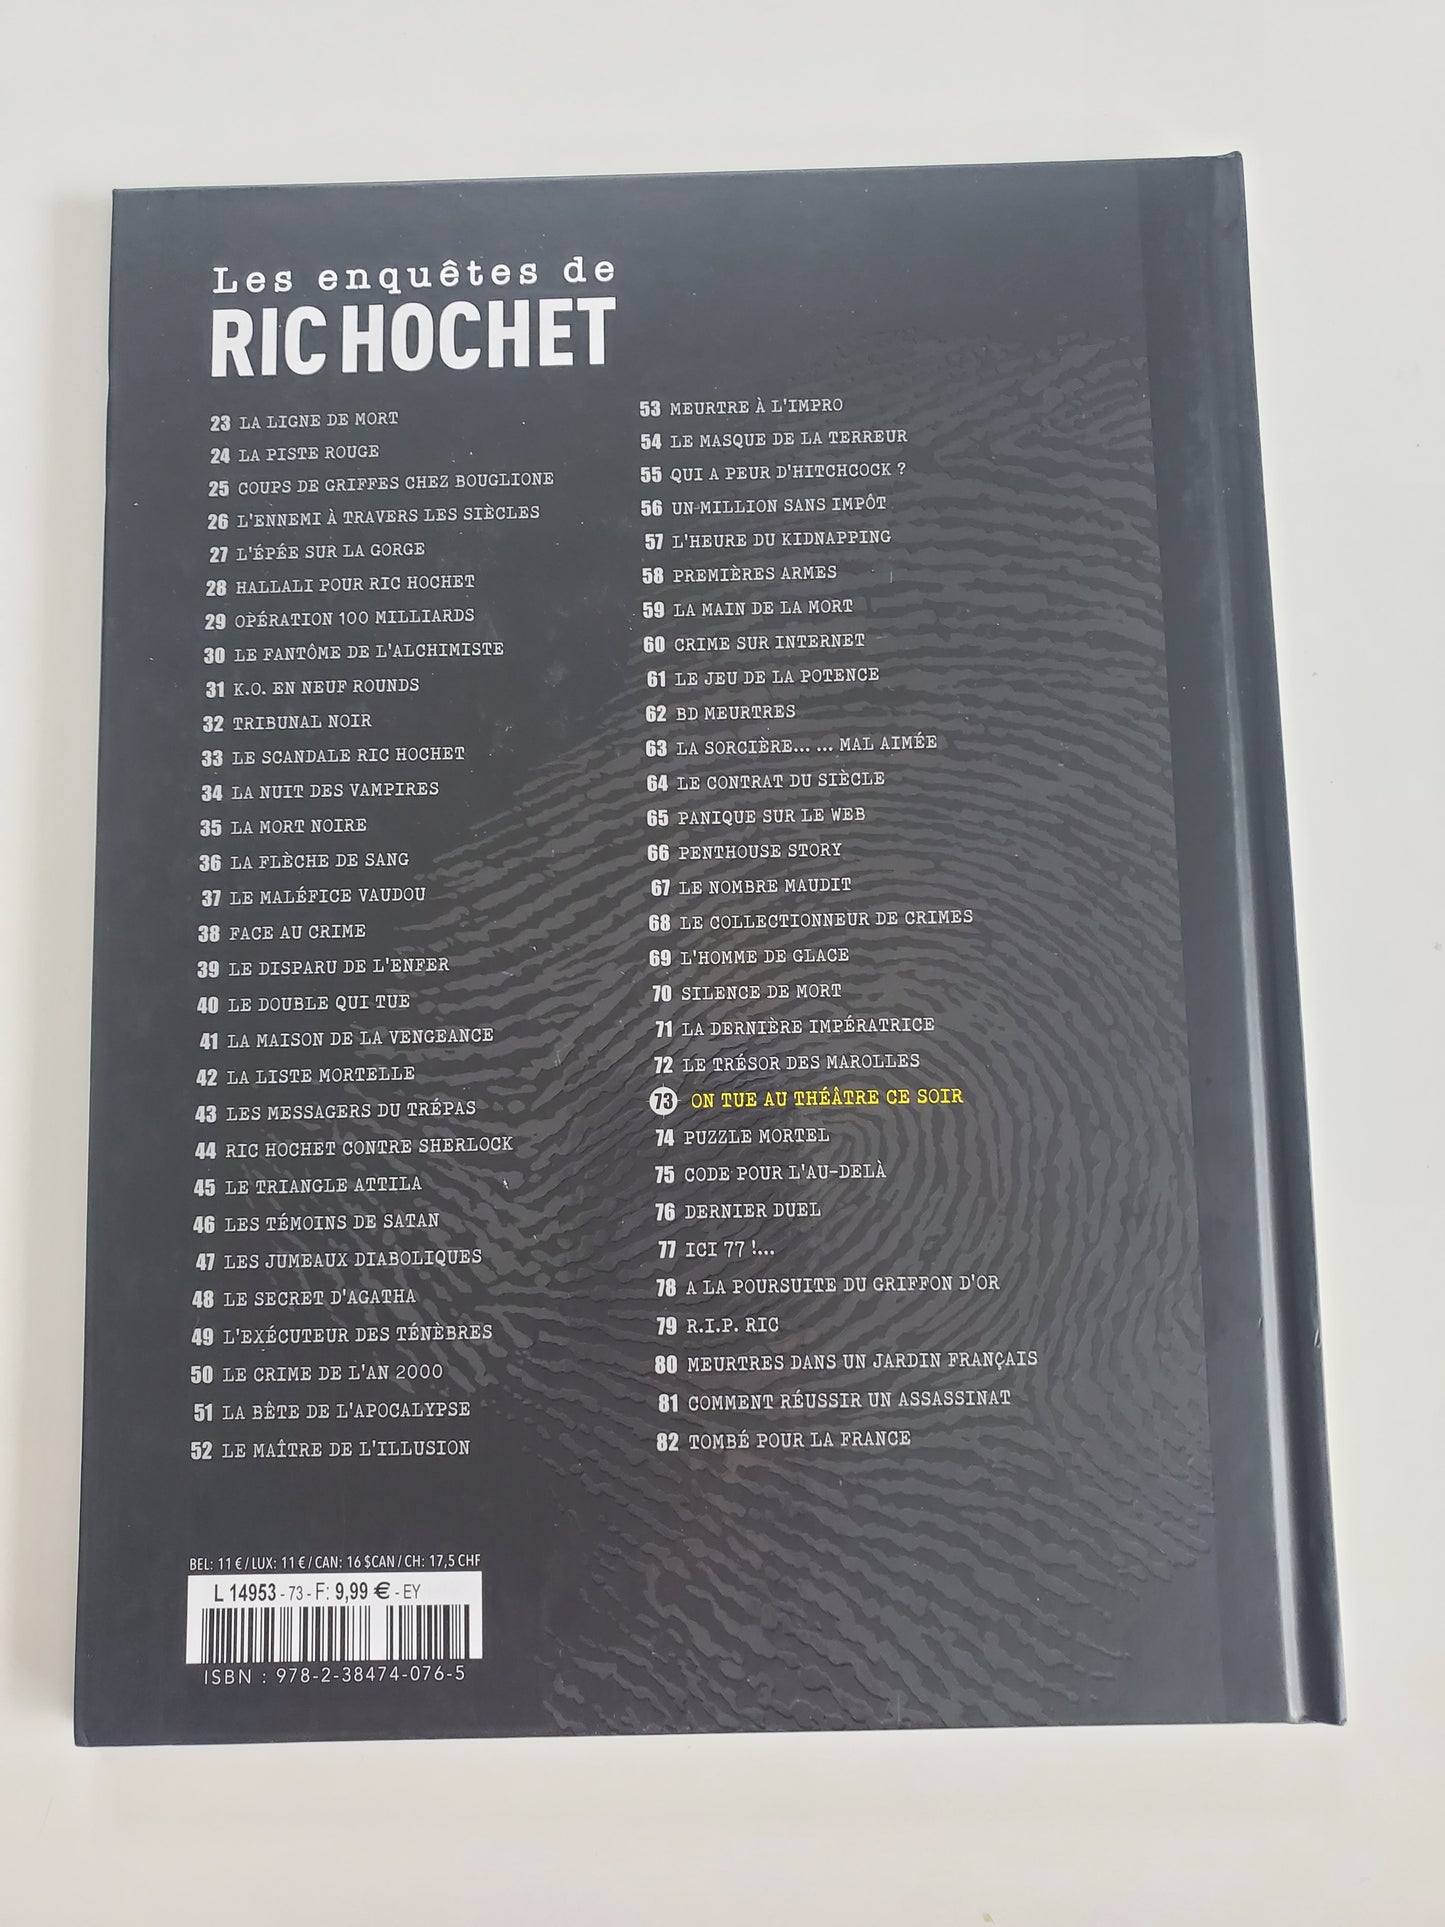 Les enquêtes de
RIC HOCHET
23 LA LIGNE DE MORT
24 LA PISTE ROUGE
25 COUPS DE GRIFFES CHEZ BOUGLIONE
26 L'ENNEMI À TRAVERS LES SIÈCLES
27 L'ÉPÉE SUR LA GORGE
28 HALLALI POUR RIC HOCHET
29 OPÉRATION 100 MILLIARDS
30 LE FANTÔME DE L'ALCHIMISTE
31 K.O. EN NEUF ROUNDS
32 TRIBUNAL NOIR
33 LE SCANDALE RIC HOCHET
34 LA NUIT DES VAMPIRES
35 LA MORT NOIRE
36 LA FLÈCHE DE SANG
37 LE MALÉFICE VAUDOU
38 FACE AU CRIME
39 LE DISPARU DE L'ENFER
40 LE DOUBLE QUI TUE
41 LA MAISON DE LA VENGEANCE
42 LA LISTE MORTELLE
43 LES MESSAGERS DU TRÉPAS
44 RIC HOCHET CONTRE SHERLOCK
45 LE TRIANGLE ATTILA
46 LES TÉMOINS DE SATAN
47 LES JUMEAUX DIABOLIQUES
48 LE SECRET D'AGATHA
49 L'EXÉCUTEUR DES TÉNÈBRES
50 LE CRIME DE L'AN 2000
51 LA BÊTE DE L'APOCALYPSE
52 LE MAÎTRE DE L'ILLUSION
53 MEURTRE À L'IMPRO
54 LE MASQUE DE LA TERREUR
55 QUI A PEUR D'HITCHCOCK ?
56 UN MILLION SANS IMPÔT
57 L'HEURE DU KIDNAPPING
58 PREMIÈRES ARMES
59 LA MAIN DE LA MORT
60 CRIME SUR INTERNET
61 LE JEU DE LA POTENCE
62 BD MEURTRES
63 LA SORCIÈRE... ... MAL AIMÉE
64 LE CONTRAT DU SIÈCLE
65 PANIQUE SUR LE WEB
66 PENTHOUSE STORY
67 LE NOMBRE MAUDIT
68 LE COLLECTIONNEUR DE CRIMES
69 L'HOMME DE GLACE
70 SILENCE DE MORT
71 LA DERNIÈRE IMPÉRATRICE
72 LE TRÉSOR DES MAROLLES
73 ON TUE AU THÉÂTRE CE SOIR
74 PUZZLE MORTEL
75 CODE POUR L'AU-DELÀ
76 DERNIER DUEL
77 ICI 77 !...
78 A LA POURSUITE DU GRIFFON D'OR
79 R.I.P. RIC
80 MEURTRES DANS UN JARDIN FRANÇAIS
81 COMMENT RÉUSSIR UN ASSASSINAT
82 TOMBÉ POUR LA FRANCE
BEL: 11 € / LUX: 11 € / CAN: 16 $CAN / CH: 17,5 CHF
L 14953 - 73 - F: 9,99 € - EY
ISBN : 978-2-38474-076-5